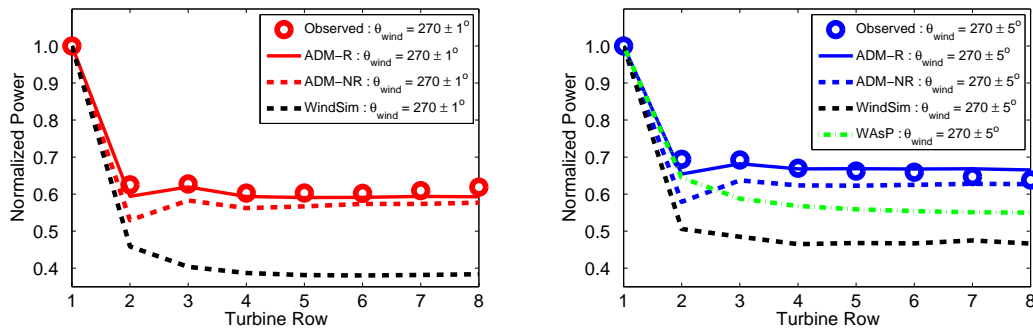 Observed : θwind = 270 ± 1°
ADM−R : θwind = 270 ± 1°
ADM−NR : θwind = 270 ± 1°
WindSim : θwind = 270 ± 1°
1.0
0.9
0.8
0.7
0.6
0.5
0.4
Normalized Power
1 2 3 4 5 6 7 8
Turbine Row
Observed : θwind = 270 ± 5°
ADM−R : θwind = 270 ± 5°
ADM−NR : θwind = 270 ± 5°
WindSim : θwind = 270 ± 5°
WAsP : θwind = 270 ± 5°
1.0
0.9
0.8
0.7
0.6
0.5
0.4
Normalized Power
1 2 3 4 5 6 7 8
Turbine Row